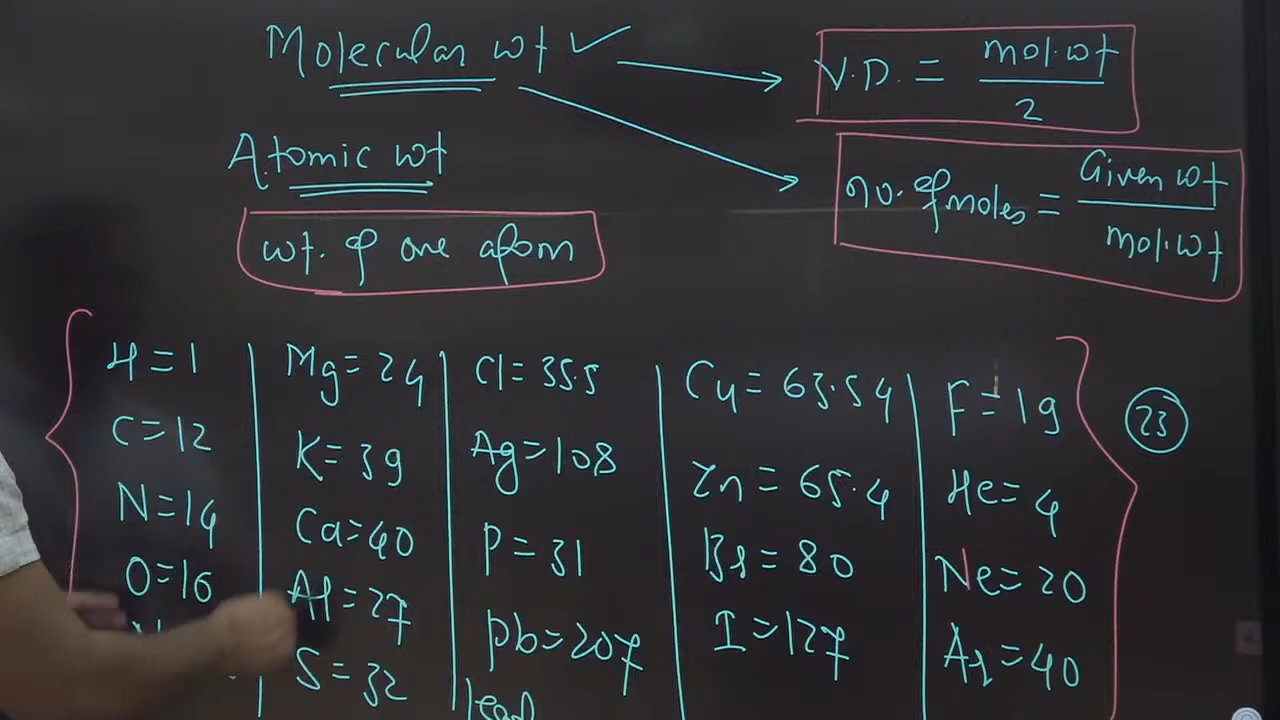 Molecular wt ✓
V.D. = mol.wt / 2
Atomic wt
no. of moles = Given wt / mol.wt
wt. of one atom
H = 1
C = 12
N = 14
O = 16
Mg = 24
K = 39
Ca = 40
Al = 27
S = 32
Cl = 35.5
Ag = 108
P = 31
Pb = 207
lead
Cu = 63.54
Zn = 65.4
Br = 80
I = 127
F = 19
He = 4
Ne = 20
Ar = 40
23